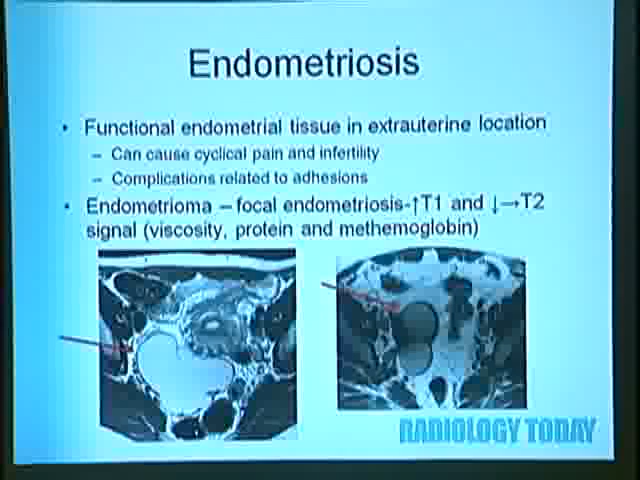 Endometriosis
• Functional endometrial tissue in extrauterine location
– Can cause cyclical pain and infertility
– Complications related to adhesions
• Endometrioma – focal endometriosis-↑T1 and ↓→T2
signal (viscosity, protein and methemoglobin)
RADIOLOGY TODAY